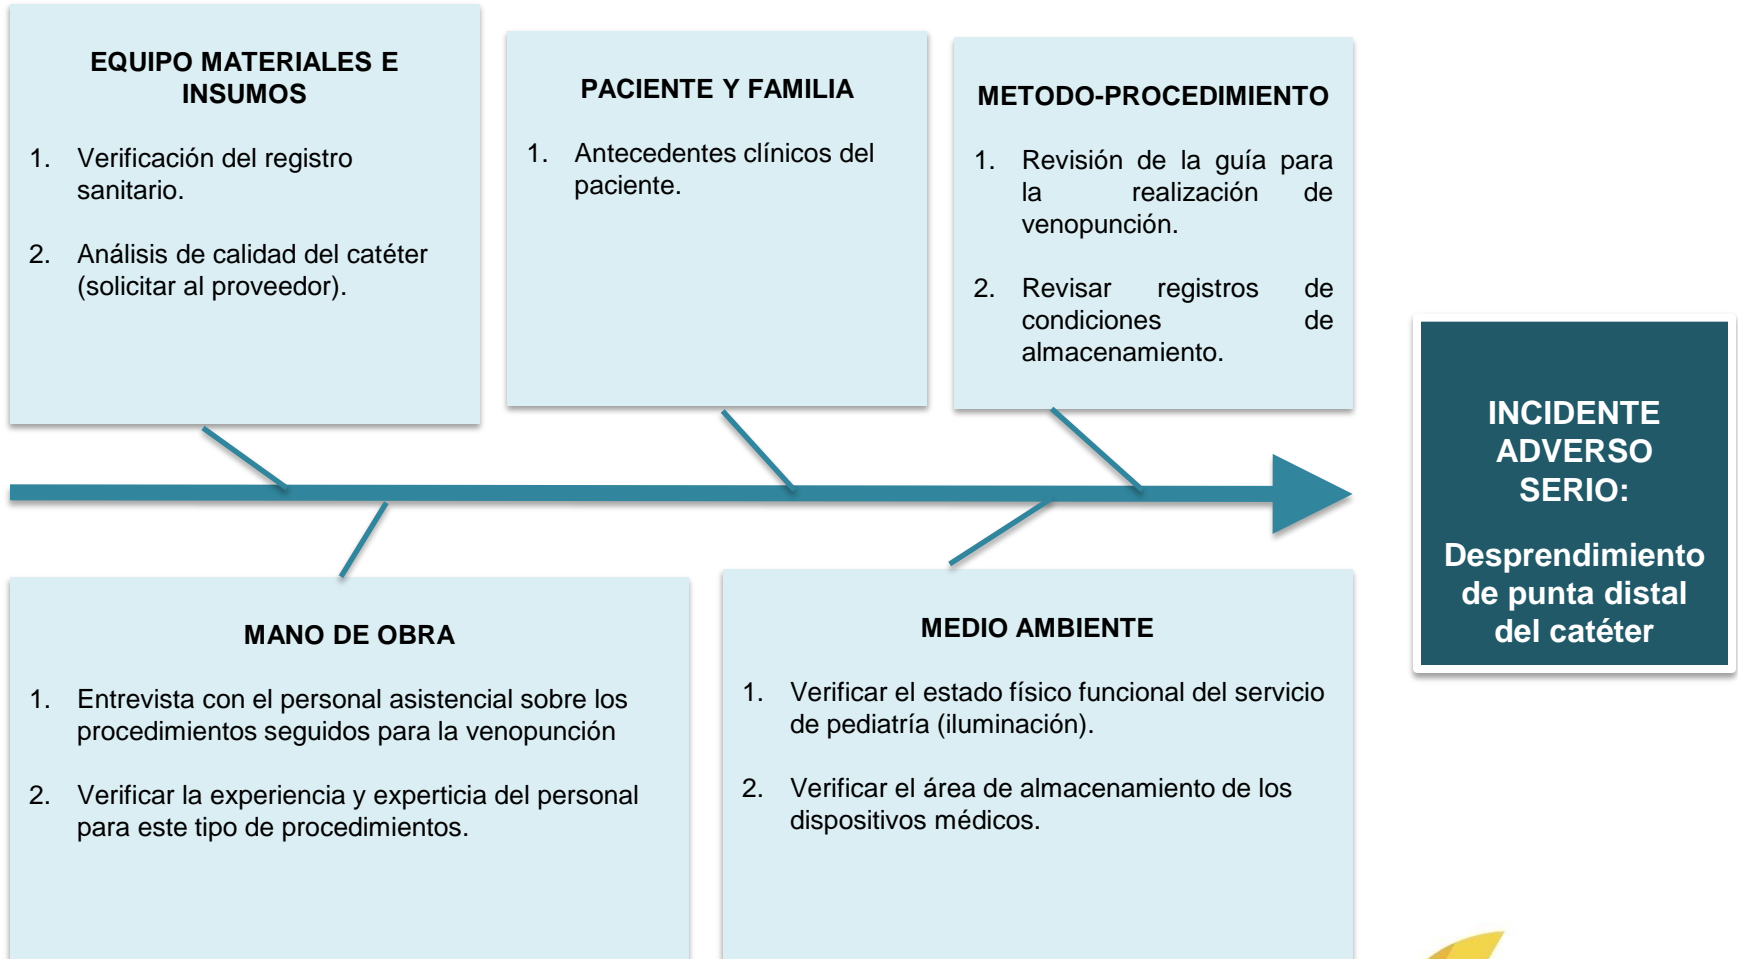 EQUIPO MATERIALES E
INSUMOS
1. Verificación del registro
sanitario.
2. Análisis de calidad del catéter
(solicitar al proveedor).
PACIENTE Y FAMILIA
1. Antecedentes clínicos del
paciente.
METODO-PROCEDIMIENTO
1. Revisión de la guía para
la realización de
venopunción.
2. Revisar registros de
condiciones de
almacenamiento.
INCIDENTE
ADVERSO
SERIO:
Desprendimiento
de punta distal
del catéter
MANO DE OBRA
1. Entrevista con el personal asistencial sobre los
procedimientos seguidos para la venopunción
2. Verificar la experiencia y experticia del personal
para este tipo de procedimientos.
MEDIO AMBIENTE
1. Verificar el estado físico funcional del servicio
de pediatría (iluminación).
2. Verificar el área de almacenamiento de los
dispositivos médicos.